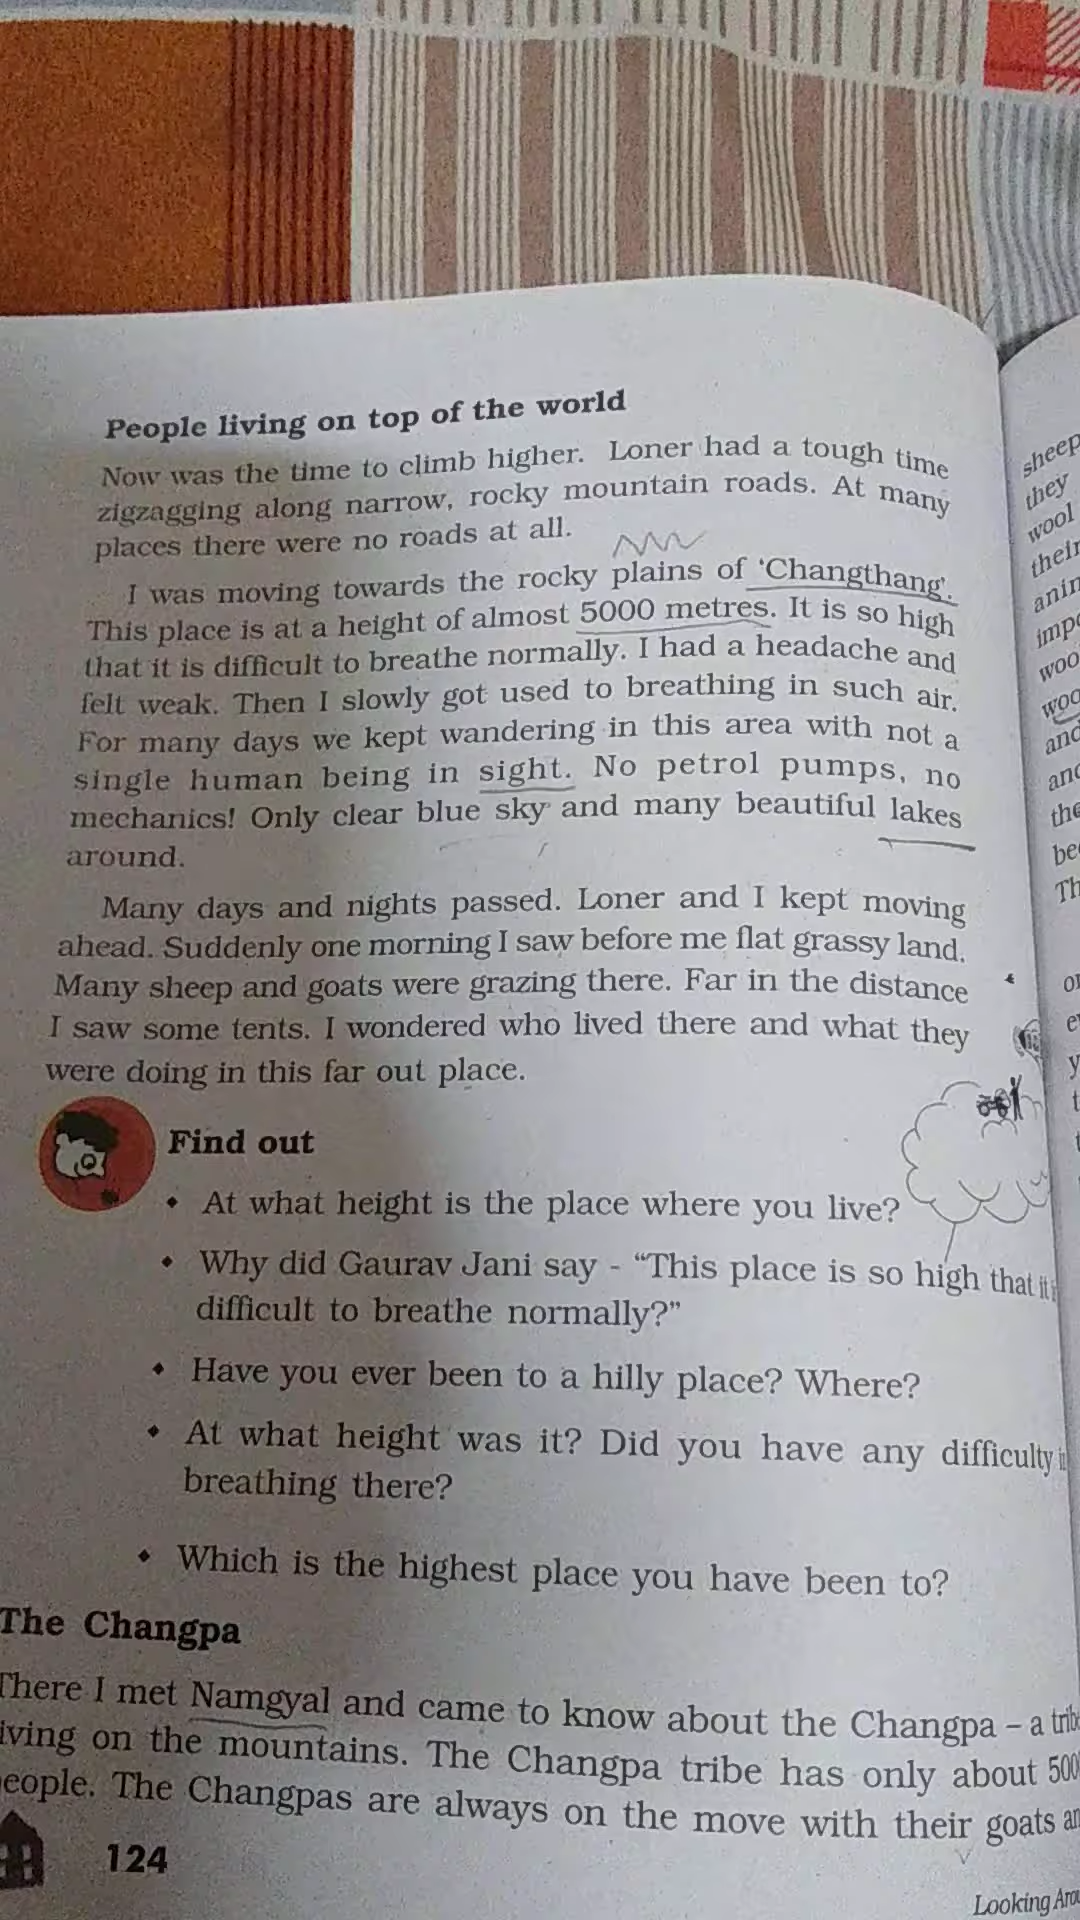 People living on top of the world
Now was the time to climb higher. Loner had a tough time
zigzagging along narrow, rocky mountain roads. At many
places there were no roads at all.
I was moving towards the rocky plains of ‘Changthang’.
This place is at a height of almost 5000 metres. It is so high
that it is difficult to breathe normally. I had a headache and
felt weak. Then I slowly got used to breathing in such air.
For many days we kept wandering in this area with not a
single human being in sight. No petrol pumps, no
mechanics! Only clear blue sky and many beautiful lakes
around.
Many days and nights passed. Loner and I kept moving
ahead. Suddenly one morning I saw before me flat grassy land.
Many sheep and goats were grazing there. Far in the distance
I saw some tents. I wondered who lived there and what they
were doing in this far out place.
Find out
• At what height is the place where you live?
• Why did Gaurav Jani say - “This place is so high that it
difficult to breathe normally?”
• Have you ever been to a hilly place? Where?
• At what height was it? Did you have any difficulty
breathing there?
• Which is the highest place you have been to?
The Changpa
There I met Namgyal and came to know about the Changpa – a
on the mountains. The Changpa tribe has only about
The Changpas are always on the move with their goats
124
Looking
sheep
they
wool
their
and
the